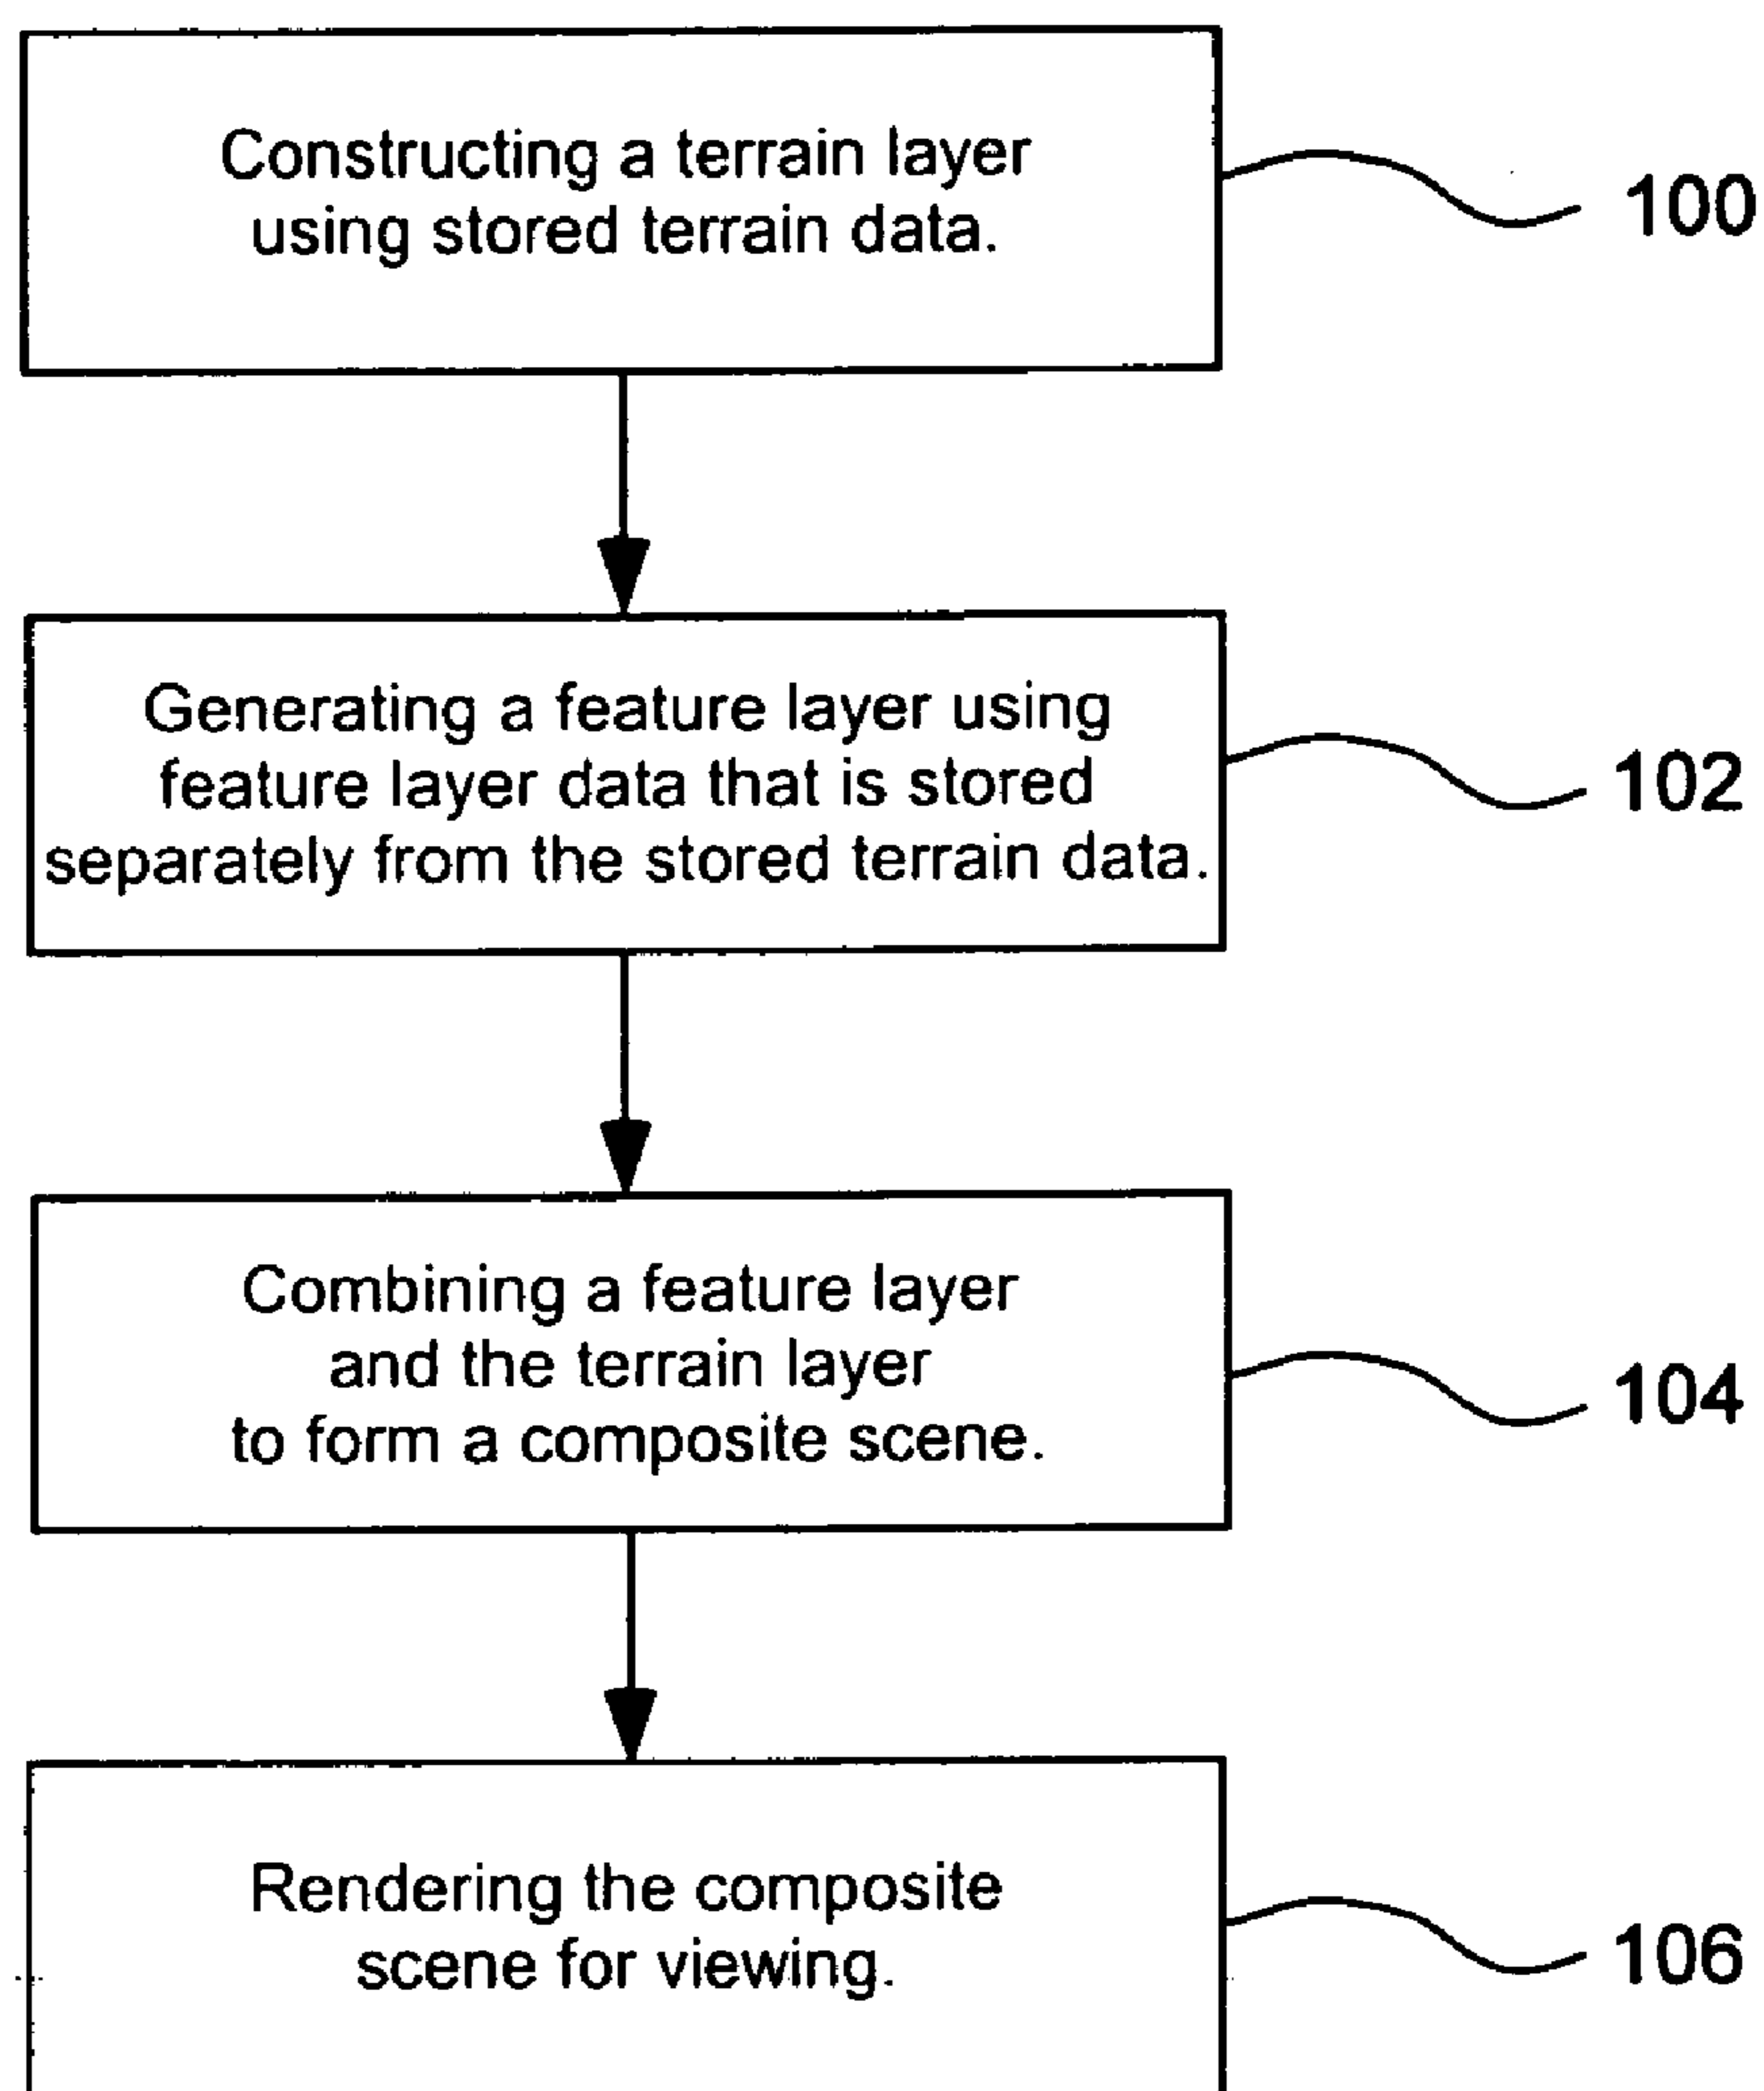 Constructing a terrain layer
using stored terrain data.
100
Generating a feature layer using
feature layer data that is stored
separately from the stored terrain data.
102
Combining a feature layer
and the terrain layer
to form a composite scene.
104
Rendering the composite
scene for viewing.
106